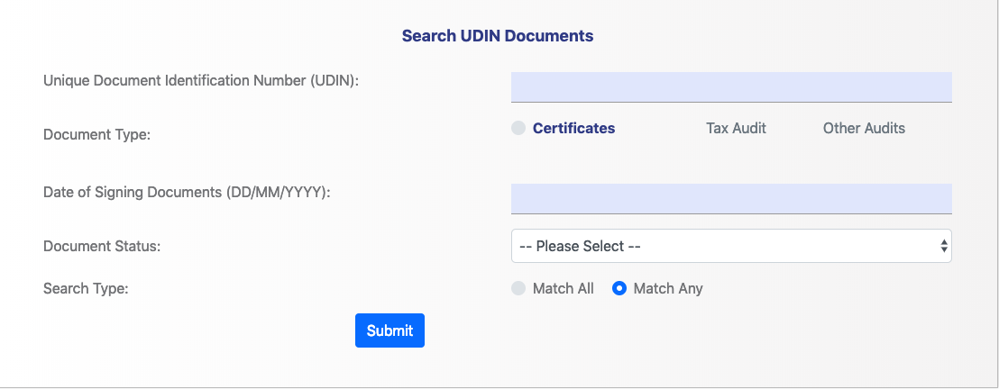 Search UDIN Documents
Unique Document Identification Number (UDIN):
Document Type:
Certificates Tax Audit Other Audits
Date of Signing Documents (DD/MM/YYYY):
Document Status:
-- Please Select --
Search Type:
Match All Match Any
Submit